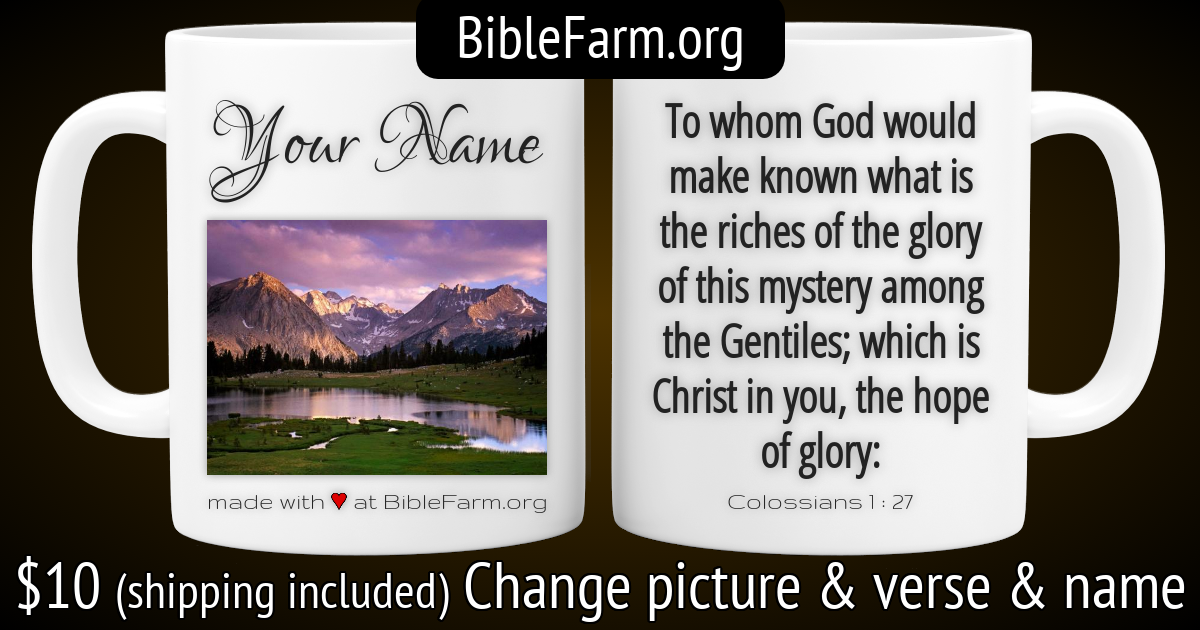 BibleFarm.org
Your Name
made with ♥ at BibleFarm.org
To whom God would
make known what is
the riches of the glory
of this mystery among
the Gentiles; which is
Christ in you, the hope
of glory:
Colossians 1 : 27
$10 (shipping included) Change picture & verse & name